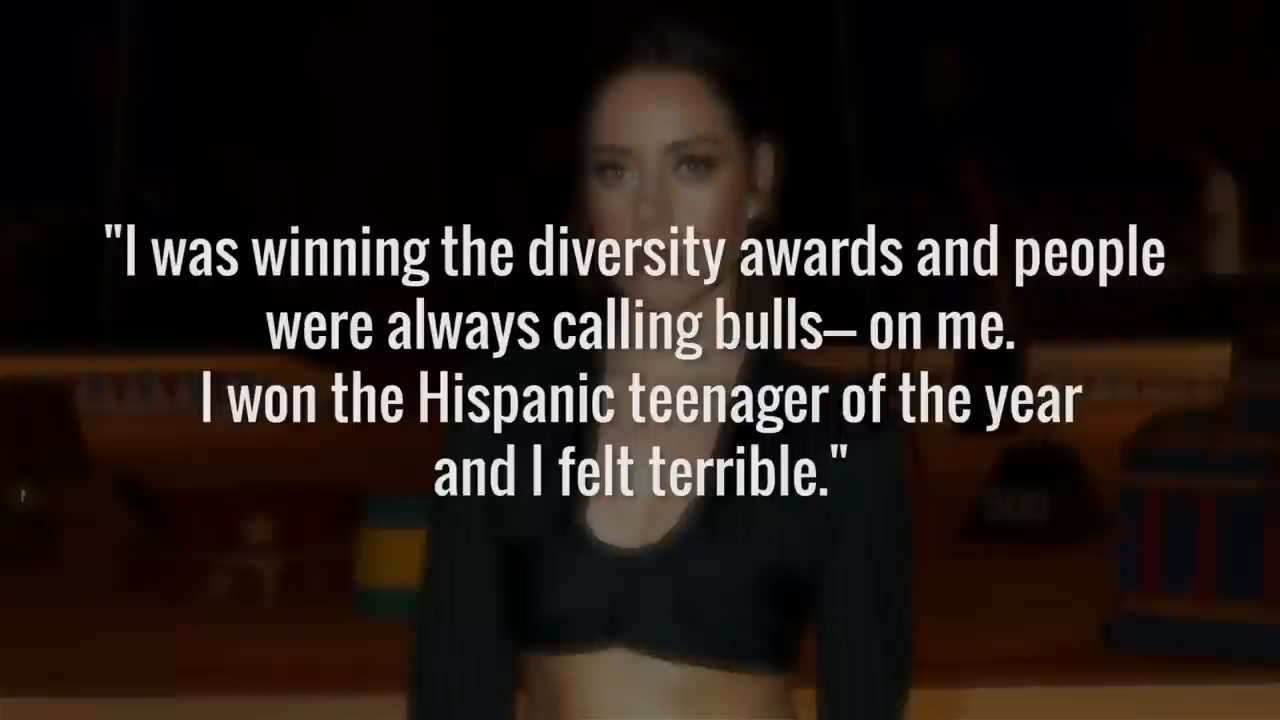 "I was winning the diversity awards and people
were always calling bulls– on me.
I won the Hispanic teenager of the year
and I felt terrible."